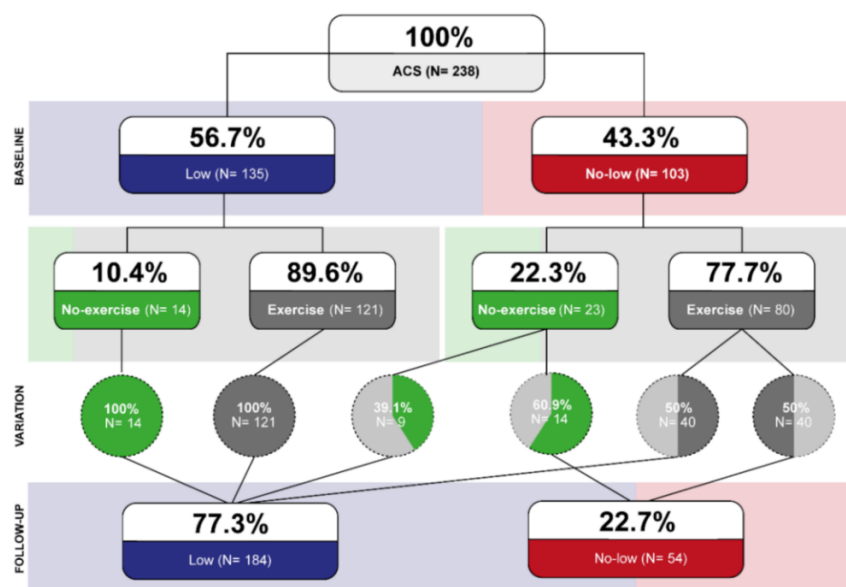 100%
ACS (N= 238)
BASELINE
56.7%
Low (N= 135)
43.3%
No-low (N= 103)
10.4%
No-exercise (N= 14)
89.6%
Exercise (N= 121)
22.3%
No-exercise (N= 23)
77.7%
Exercise (N= 80)
VARIATION
100%
N= 14
100%
N= 121
39.1%
N= 9
60.9%
N= 14
50%
N= 40
50%
N= 40
FOLLOW-UP
77.3%
Low (N= 184)
22.7%
No-low (N= 54)